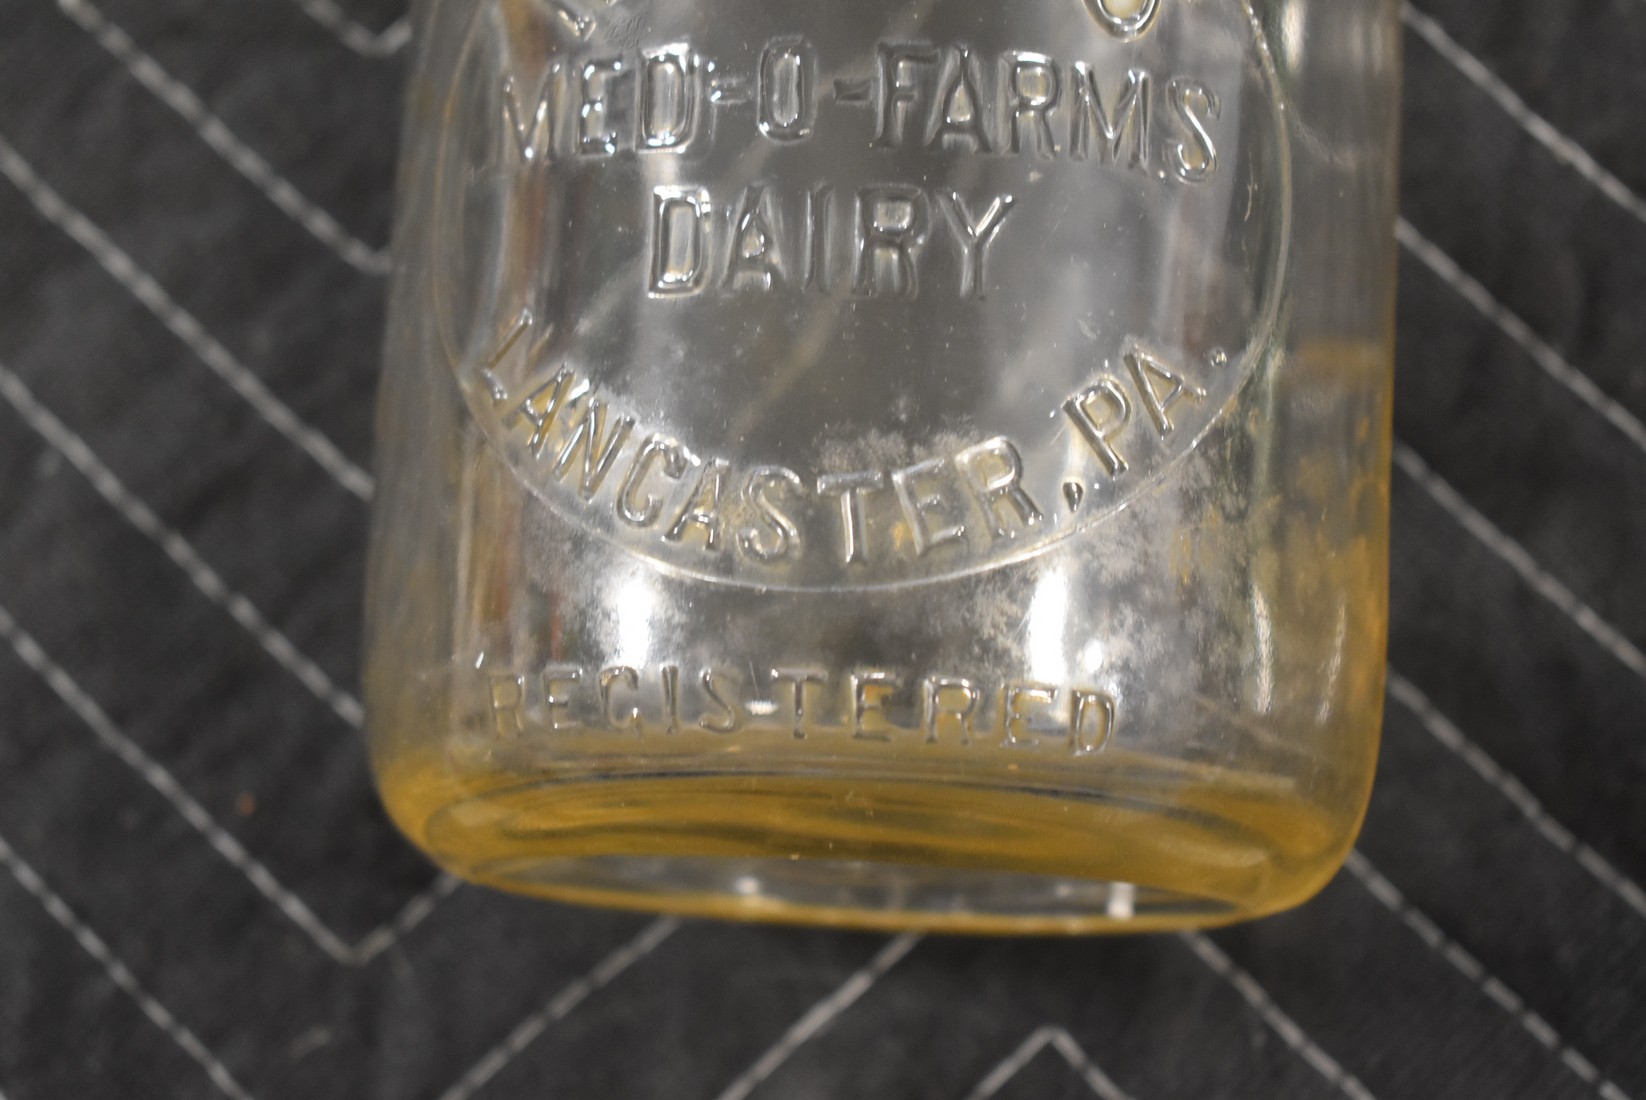 MED-O-FARMS
DAIRY
LANCASTER, PA.
REGISTERED